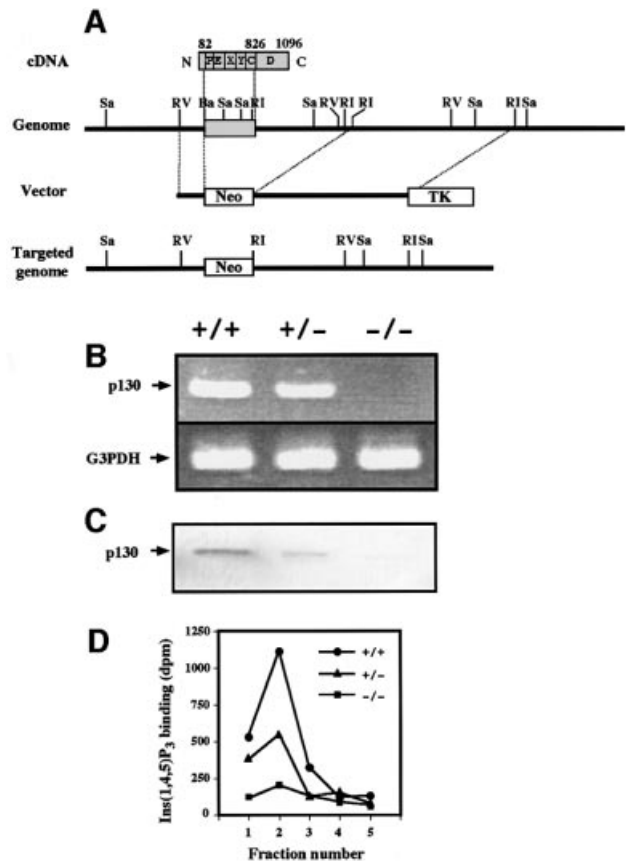 A
82 826 1096
cDNA N P E X Y C D C
Sa RV Ba Sa Sa RI Sa RV RI RI RV Sa RI Sa
Genome
Vector Neo TK
Sa RV RI RV Sa RI Sa
Targeted genome Neo
+/+ +/- -/-
B
p130
G3PDH
C
p130
D
Ins(1,4,5)P3 binding (dpm)
1250
1000
750
500
250
0
+/+
+/-
-/-
1 2 3 4 5
Fraction number